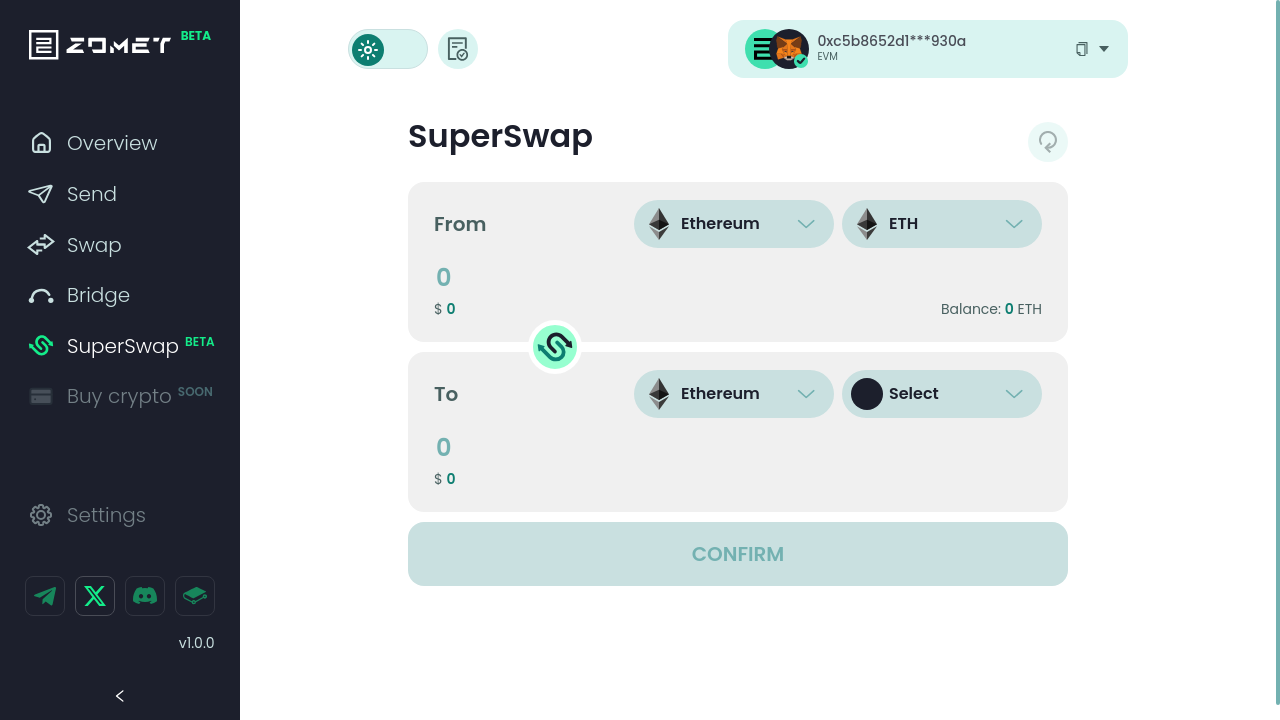 ZOMET BETA
Overview
Send
Swap
Bridge
SuperSwap BETA
Buy crypto SOON
Settings
v1.0.0
0xc5b8652d1***930a
EVM
SuperSwap
From
Ethereum
ETH
0
$ 0
Balance: 0 ETH
To
Ethereum
Select
0
$ 0
CONFIRM